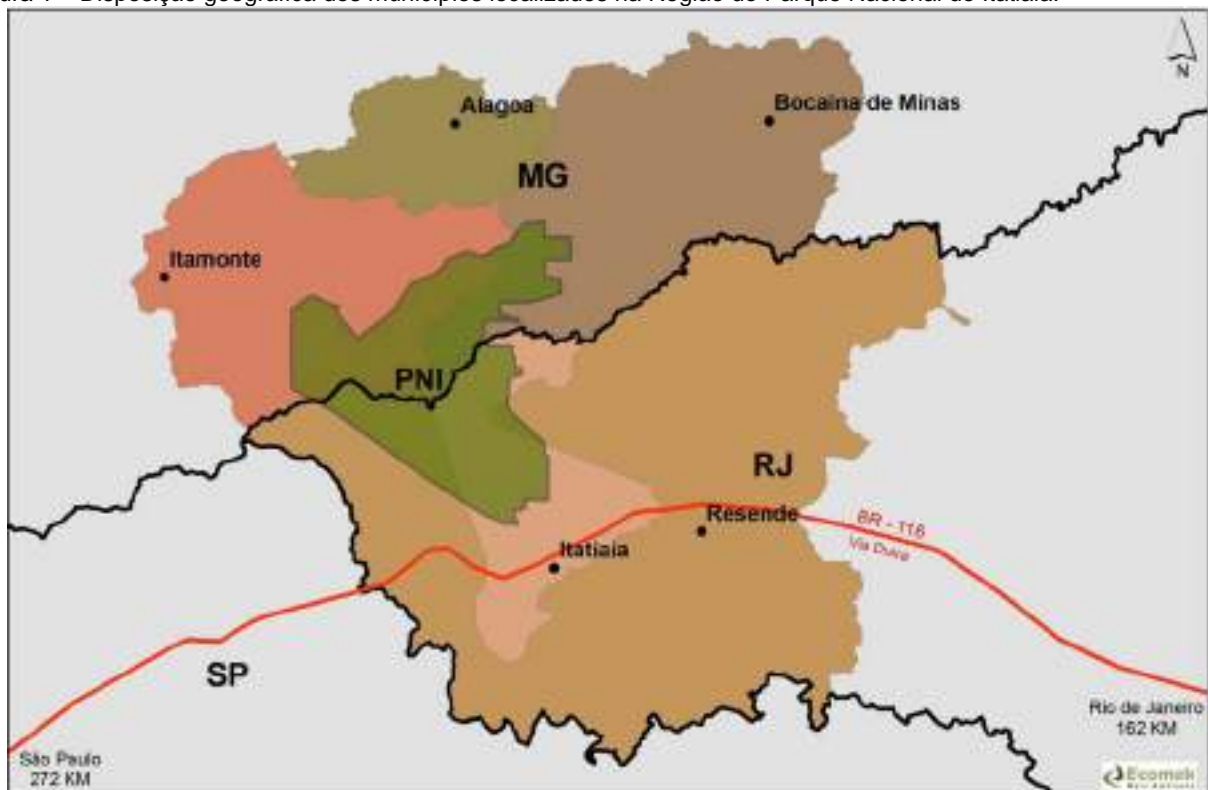 Disposição geográfica dos municípios localizados na Região do Parque Nacional do Itatiaia.
N
Alagoa
Bocaina de Minas
MG
Itamonte
PNI
RJ
Resende
BR - 116
Via Dutra
Itatiaia
SP
Rio de Janeiro
162 KM
São Paulo
272 KM